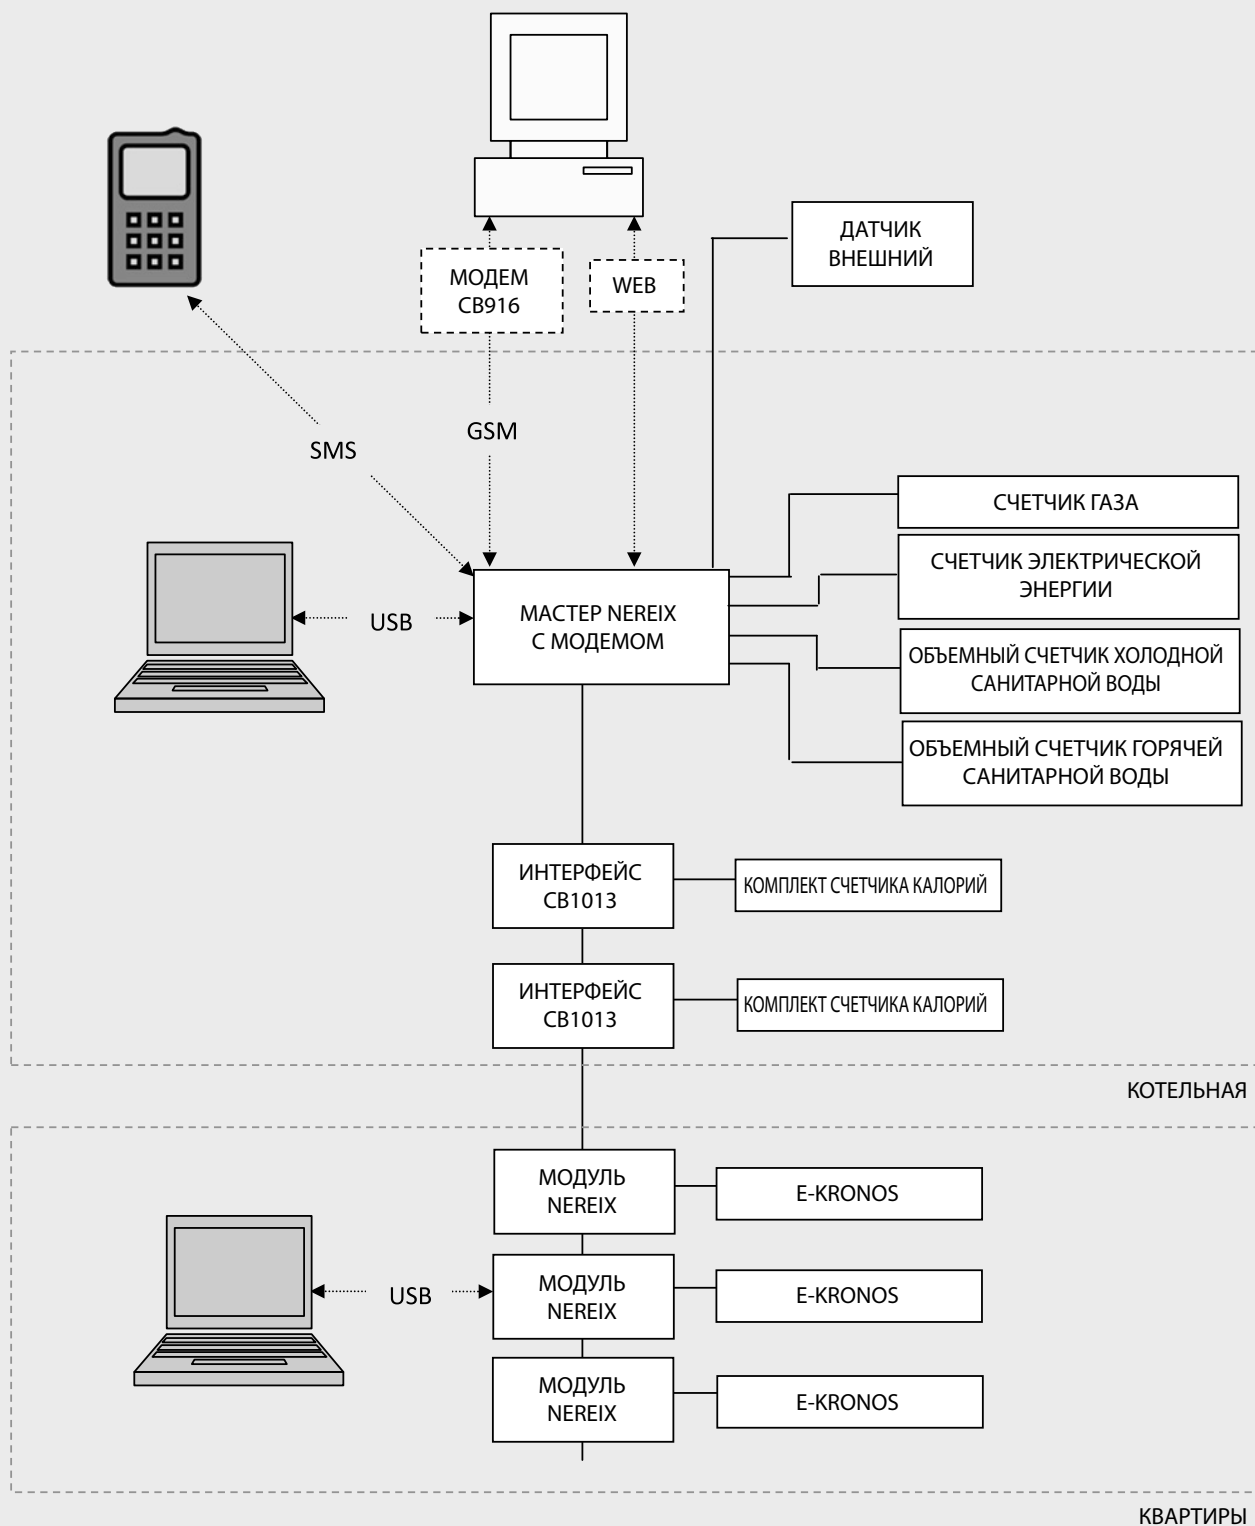 ДАТЧИК
ВНЕШНИЙ
МОДЕМ
CB916
WEB
GSM
SMS
СЧЕТЧИК ГАЗА
СЧЕТЧИК ЭЛЕКТРИЧЕСКОЙ
ЭНЕРГИИ
USB
МАСТЕР NEREIX
С МОДЕМОМ
ОБЪЕМНЫЙ СЧЕТЧИК ХОЛОДНОЙ
САНИТАРНОЙ ВОДЫ
ОБЪЕМНЫЙ СЧЕТЧИК ГОРЯЧЕЙ
САНИТАРНОЙ ВОДЫ
ИНТЕРФЕЙС
CB1013
КОМПЛЕКТ СЧЕТЧИКА КАЛОРИЙ
ИНТЕРФЕЙС
CB1013
КОМПЛЕКТ СЧЕТЧИКА КАЛОРИЙ
КОТЕЛЬНАЯ
МОДУЛЬ
NEREIX
E-KRONOS
USB
МОДУЛЬ
NEREIX
E-KRONOS
МОДУЛЬ
NEREIX
E-KRONOS
КВАРТИРЫ